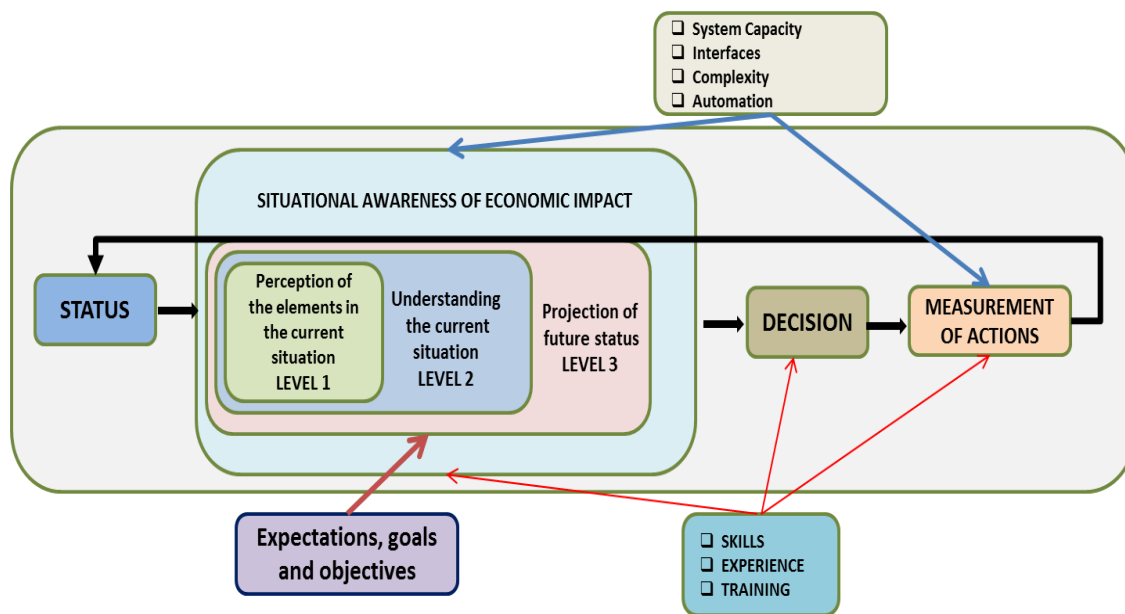 ❑ System Capacity
❑ Interfaces
❑ Complexity
❑ Automation
SITUATIONAL AWARENESS OF ECONOMIC IMPACT
STATUS
Perception of
the elements in
the current
situation
LEVEL 1
Understanding
the current
situation
LEVEL 2
Projection of
future status
LEVEL 3
DECISION
MEASUREMENT
OF ACTIONS
Expectations, goals
and objectives
❑ SKILLS
❑ EXPERIENCE
❑ TRAINING